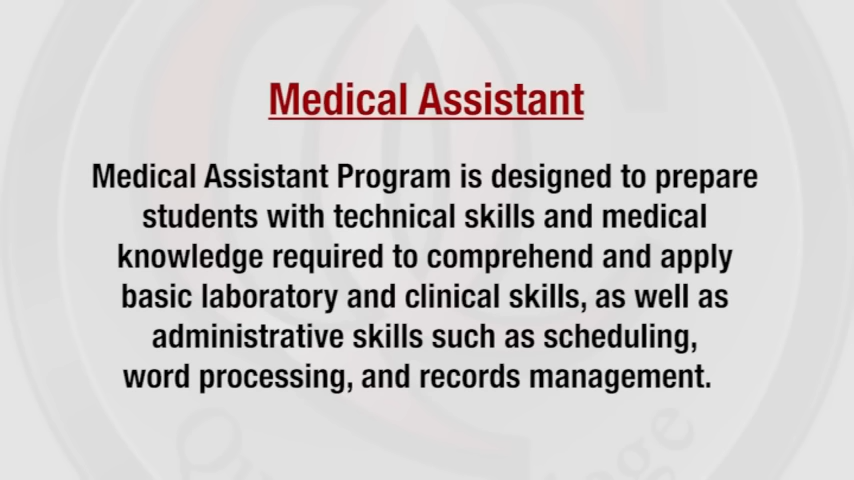 Medical Assistant
Medical Assistant Program is designed to prepare
students with technical skills and medical
knowledge required to comprehend and apply
basic laboratory and clinical skills, as well as
administrative skills such as scheduling,
word processing, and records management.